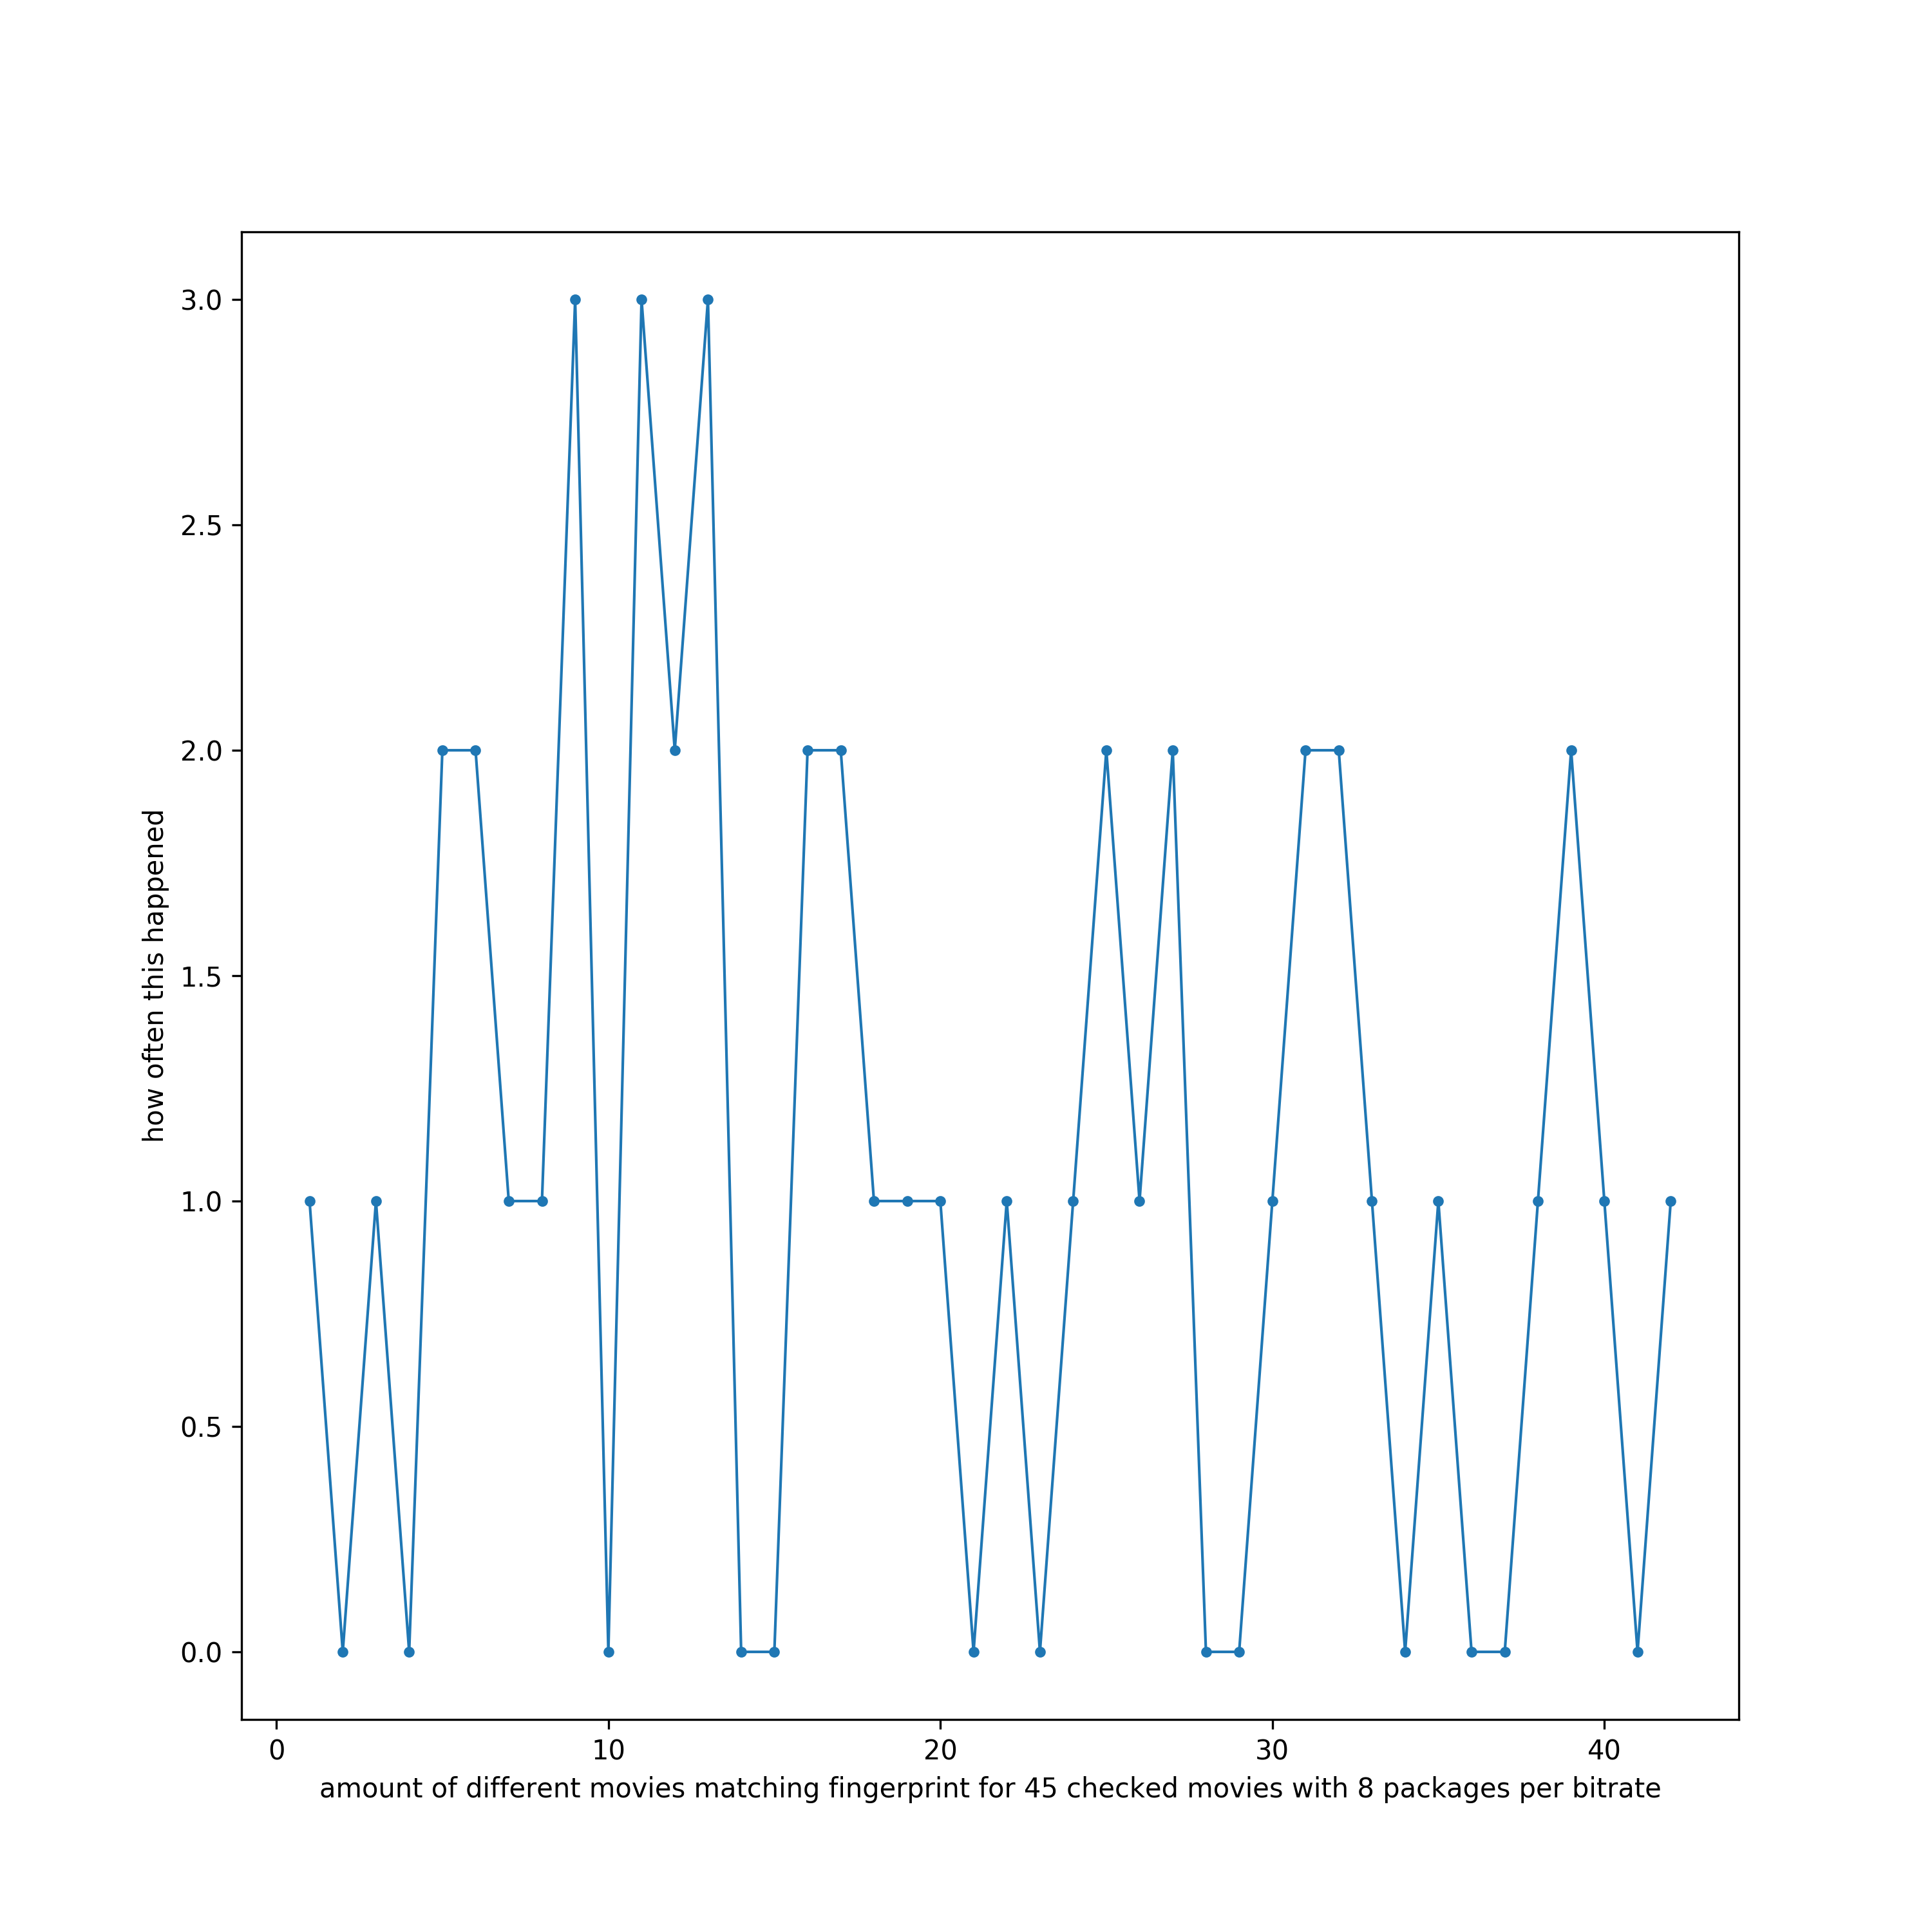 3.0
2.5
2.0
1.5
1.0
0.5
0.0
how often this happened
0 10 20 30 40
amount of different movies matching fingerprint for 45 checked movies with 8 packages per bitrate